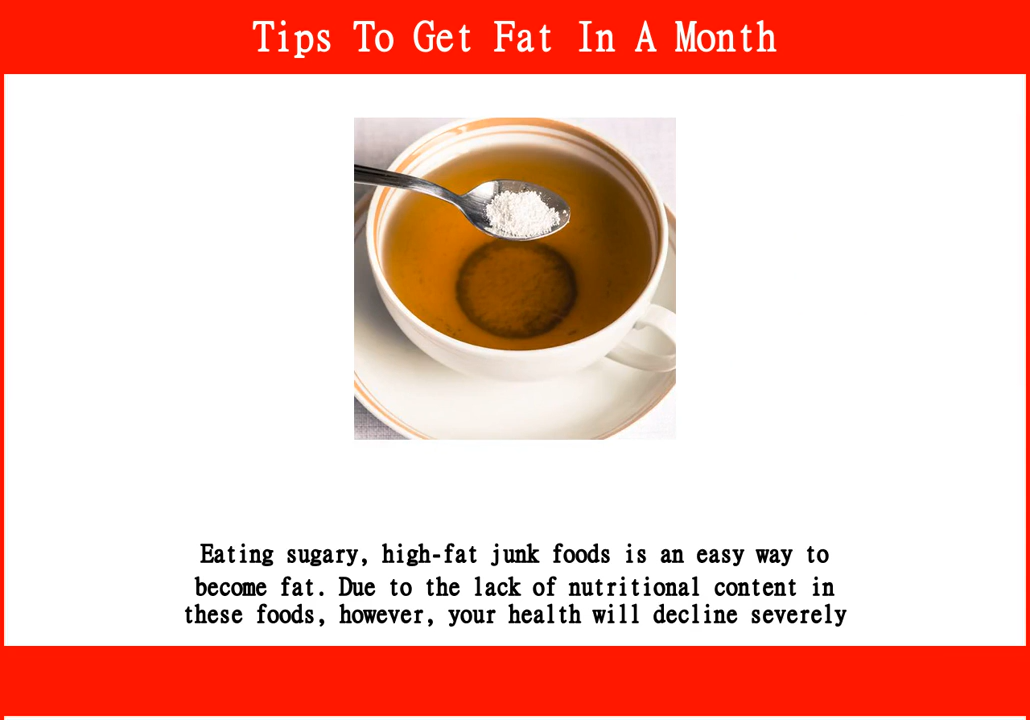 Tips To Get Fat In A Month
Eating sugary, high-fat junk foods is an easy way to
become fat. Due to the lack of nutritional content in
these foods, however, your health will decline severely